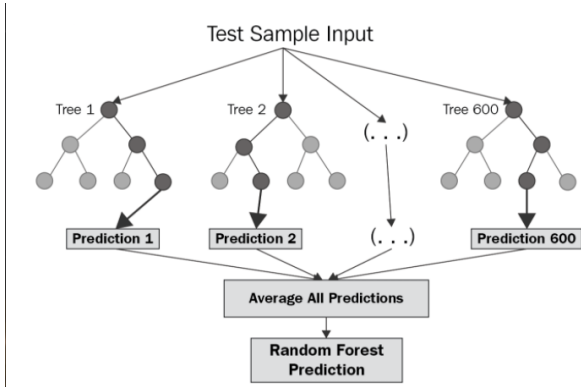 Test Sample Input
Tree 1
Tree 2
Tree 600
(. . .)
Prediction 1
Prediction 2
(. . .)
Prediction 600
Average All Predictions
Random Forest
Prediction